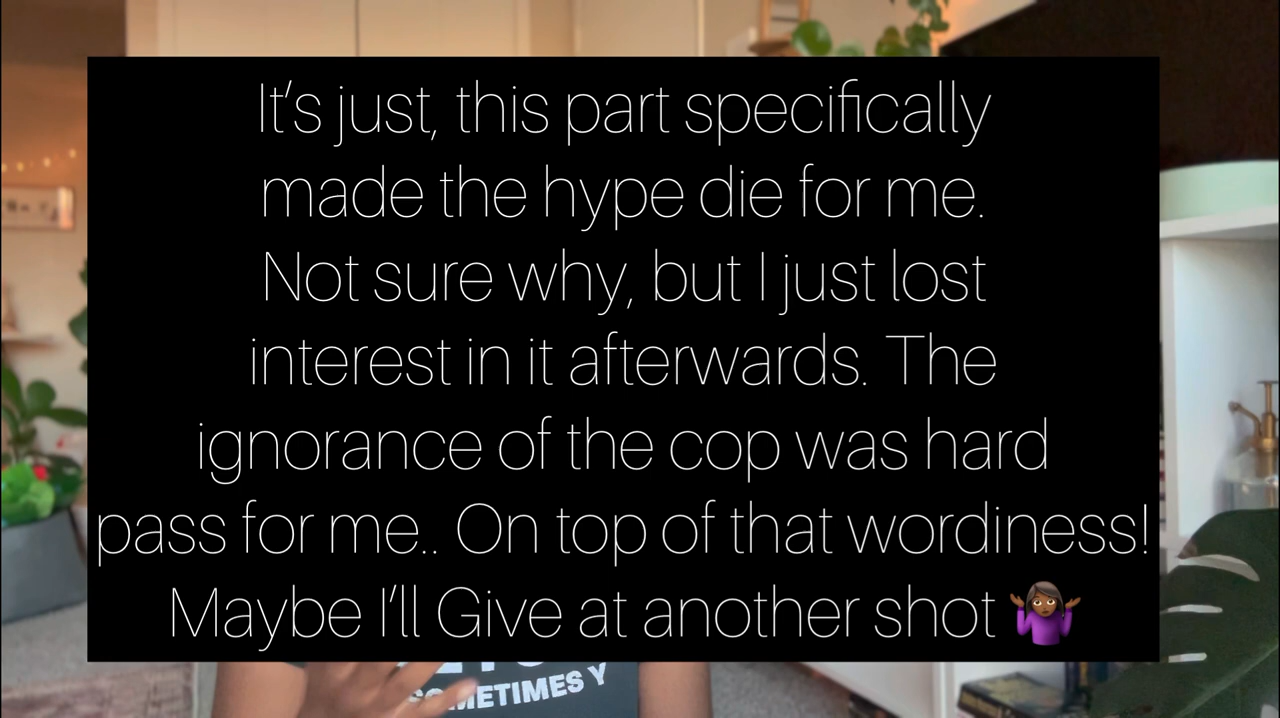 It’s just, this part specifically
made the hype die for me.
Not sure why, but I just lost
interest in it afterwards. The
ignorance of the cop was hard
pass for me.. On top of that wordiness!
Maybe I’ll Give at another shot 🤷🏾‍♀️
SOMETIMES Y